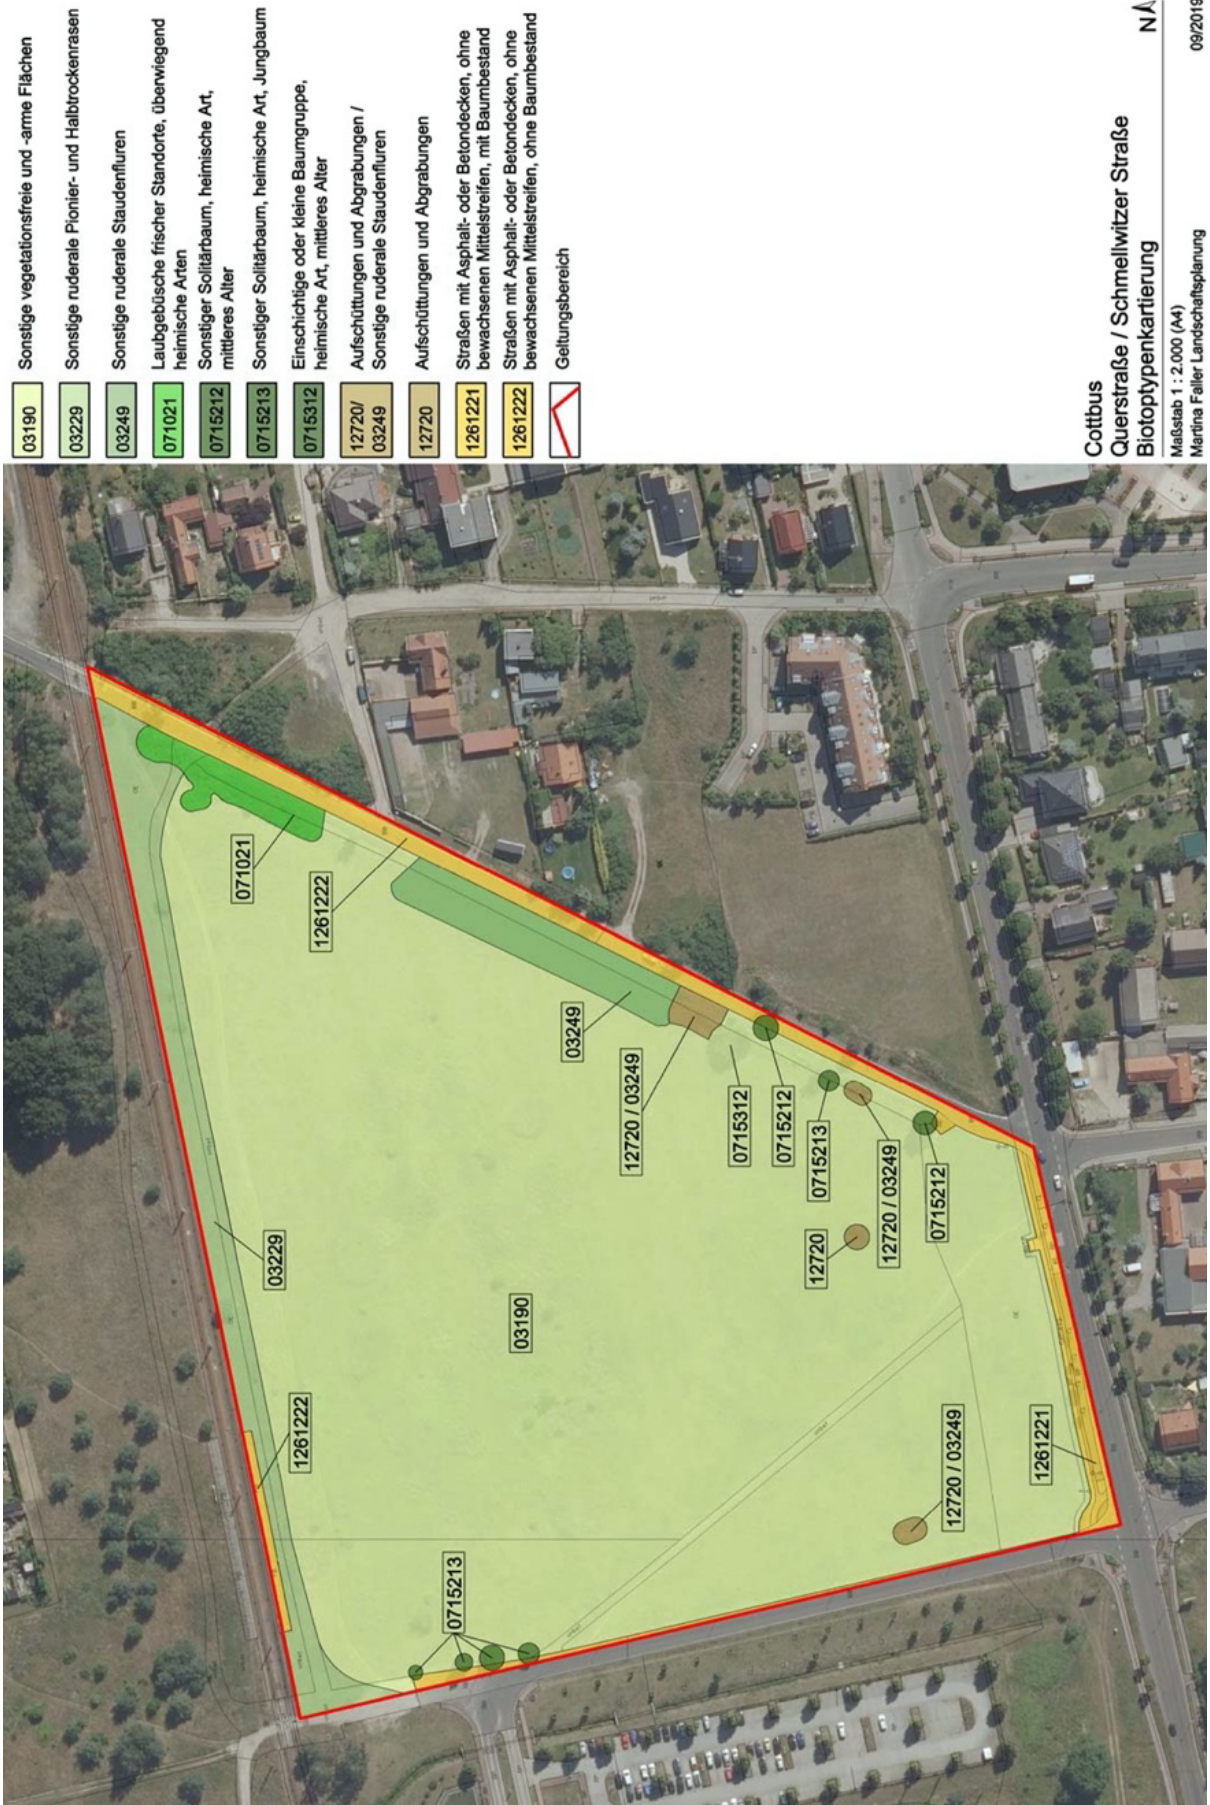 03190
Sonstige vegetationsfreie und -arme Flächen
03229
Sonstige ruderale Pionier- und Halbtrockenrasen
03249
Sonstige ruderale Staudenfluren
071021
Laubgebüsche frischer Standorte, überwiegend
heimische Arten
0715212
Sonstiger Solitärbaum, heimische Art,
mittleres Alter
0715213
Sonstiger Solitärbaum, heimische Art, Jungbaum
0715312
Einschichtige oder kleine Baumgruppe,
heimische Art, mittleres Alter
12720/
03249
Aufschüttungen und Abgrabungen /
Sonstige ruderale Staudenfluren
12720
Aufschüttungen und Abgrabungen
1261221
Straßen mit Asphalt- oder Betondecken, ohne
bewachsenen Mittelstreifen, mit Baumbestand
1261222
Straßen mit Asphalt- oder Betondecken, ohne
bewachsenen Mittelstreifen, ohne Baumbestand
Geltungsbereich
Cottbus
Querstraße / Schmellwitzer Straße
Biotoptypenkartierung
N
Maßstab 1 : 2.000 (A4)
Martina Faller Landschaftsplanung
09/2019
071021
1261222
03249
12720 / 03249
0715312
0715212
0715213
12720 / 03249
0715212
12720
03229
03190
1261222
0715213
12720 / 03249
1261221